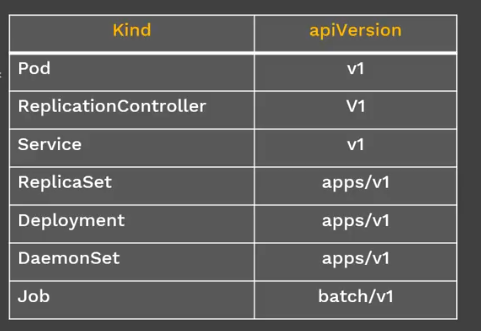 Kind apiVersion
Pod v1
ReplicationController V1
Service v1
ReplicaSet apps/v1
Deployment apps/v1
DaemonSet apps/v1
Job batch/v1